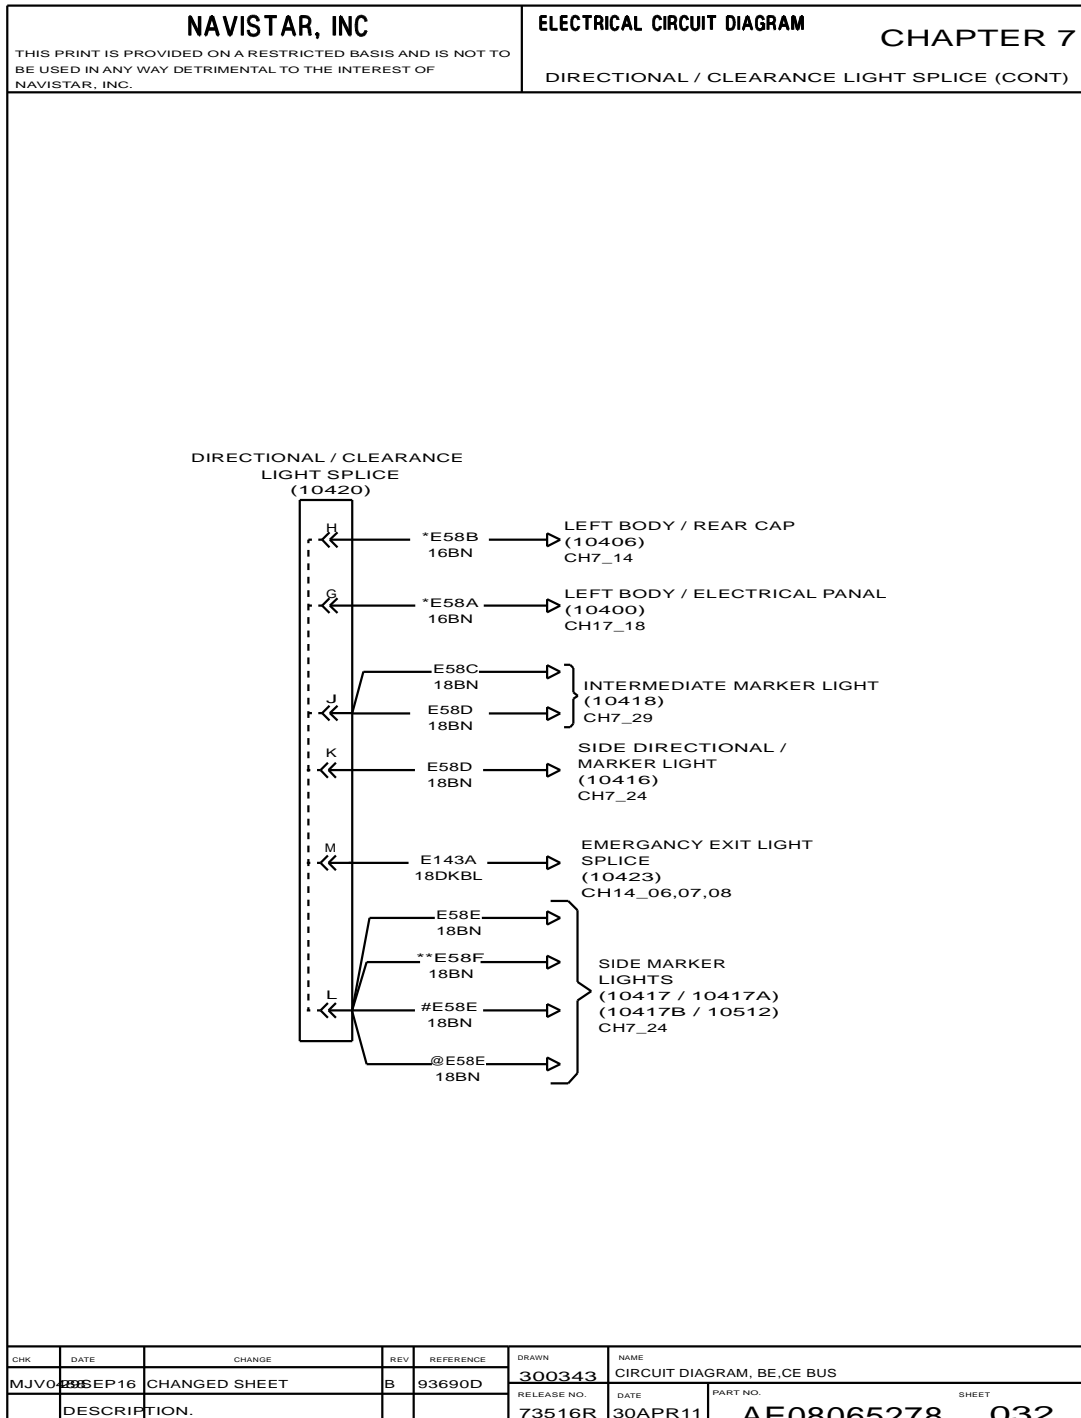 NAVISTAR, INC
THIS PRINT IS PROVIDED ON A RESTRICTED BASIS AND IS NOT TO
BE USED IN ANY WAY DETRIMENTAL TO THE INTEREST OF
NAVISTAR, INC.
ELECTRICAL CIRCUIT DIAGRAM
CHAPTER 7
DIRECTIONAL / CLEARANCE LIGHT SPLICE (CONT)
DIRECTIONAL / CLEARANCE
LIGHT SPLICE
(10420)
H
*E58B
16BN
LEFT BODY / REAR CAP
(10406)
CH7_14
G
*E58A
16BN
LEFT BODY / ELECTRICAL PANAL
(10400)
CH17_18
J
E58C
18BN
E58D
18BN
INTERMEDIATE MARKER LIGHT
(10418)
CH7_29
K
E58D
18BN
SIDE DIRECTIONAL /
MARKER LIGHT
(10416)
CH7_24
M
E143A
18DKBL
EMERGANCY EXIT LIGHT
SPLICE
(10423)
CH14_06,07,08
L
E58E
18BN
**E58F
18BN
#E58E
18BN
@E58E
18BN
SIDE MARKER
LIGHTS
(10417 / 10417A)
(10417B / 10512)
CH7_24
CHK DATE CHANGE REV REFERENCE
SEP16 CHANGED SHEET B 93690D
DESCRIPTION.
DRAWN
300343
NAME
CIRCUIT DIAGRAM, BE,CE BUS
RELEASE NO.
73516R
DATE
30APR11
PART NO.
AE08065278
SHEET
032